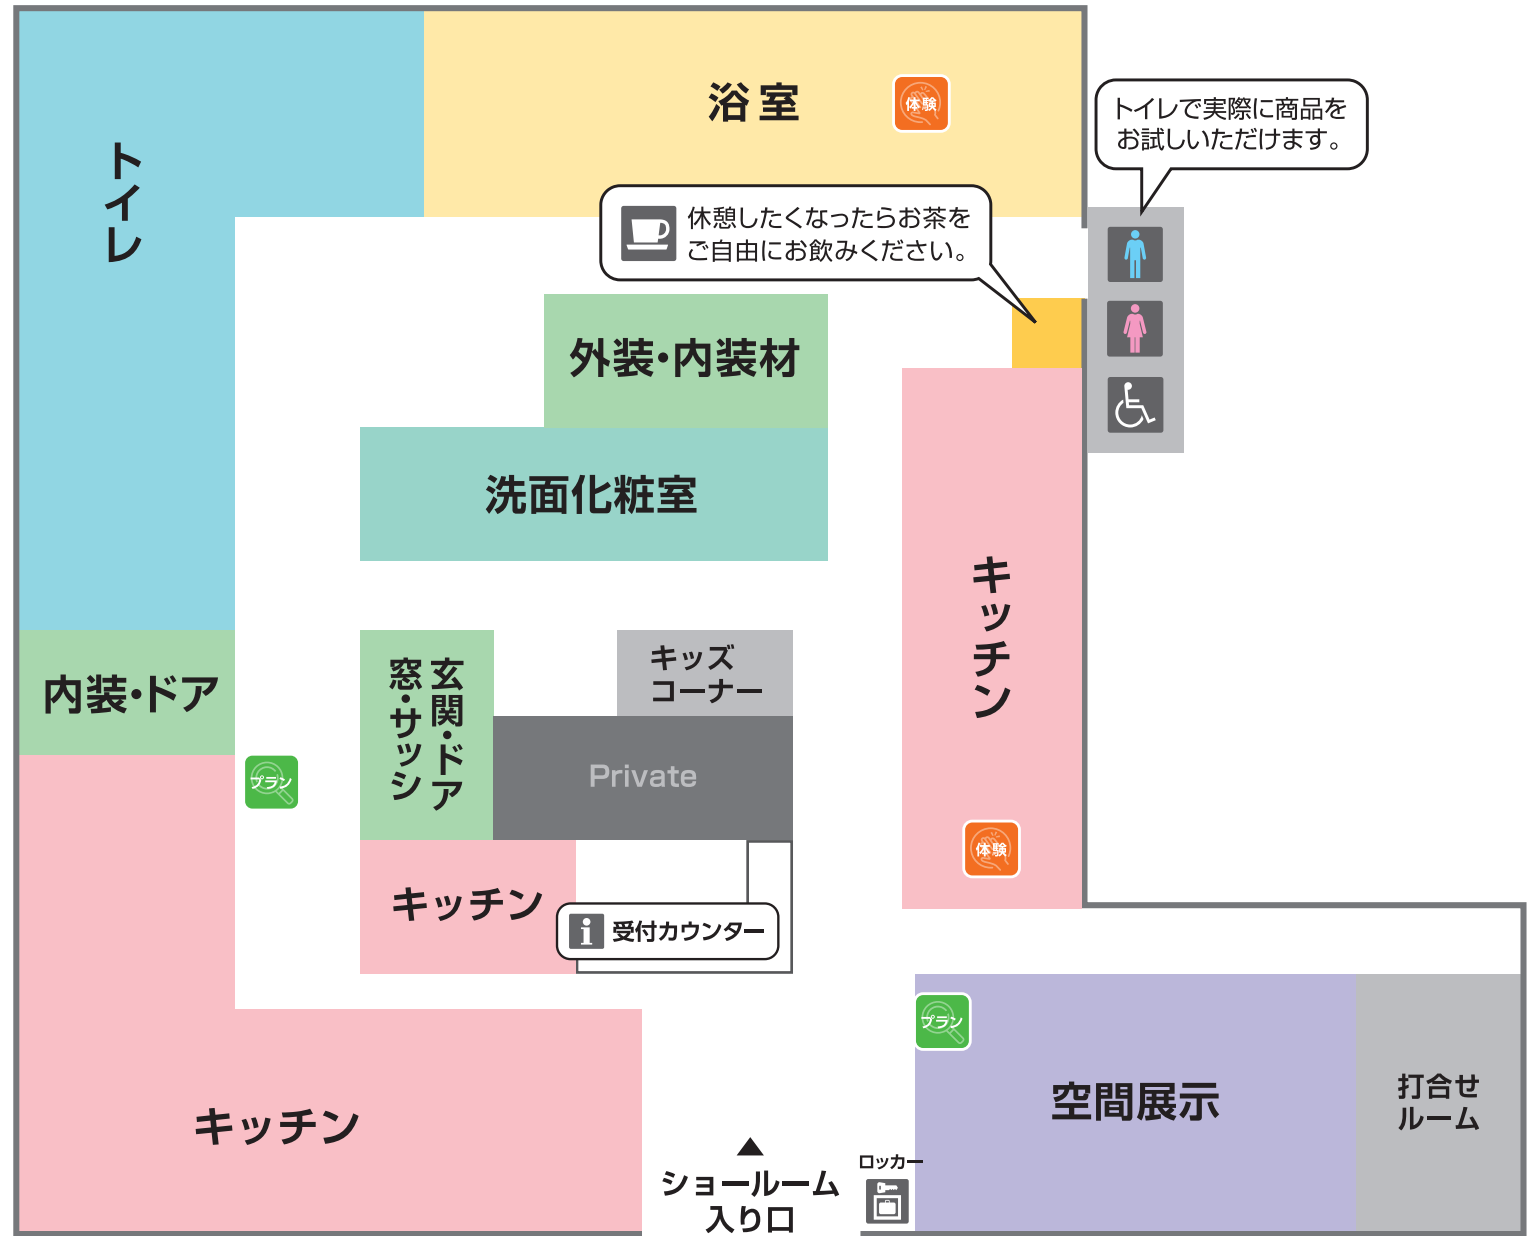 浴室
体験
トイレで実際に商品を
お試しいただけます。
トイレ
休憩したくなったらお茶を
ご自由にお飲みください。
外装・内装材
洗面化粧室
キッチン
内装・ドア
玄関・ドア
窓・サッシ
キッズ
コーナー
Private
プラン
体験
キッチン
受付カウンター
プラン
空間展示
打合せ
ルーム
キッチン
ショールーム
入り口
ロッカー